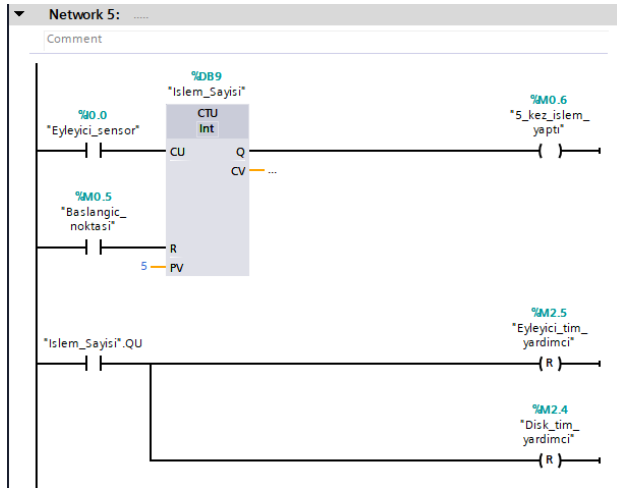 Network 5: .....
Comment
%DB9
"Islem_Sayisi"
CTU
Int
%I0.0
"Eyleyici_sensor"
CU
Q
CV
...
%M0.6
"5_kez_islem_
yaptı"
%M0.5
"Baslangic_
noktasi"
R
5
PV
"Islem_Sayisi".QU
%M2.5
"Eyleyici_tim_
yardimci"
R
%M2.4
"Disk_tim_
yardimci"
R